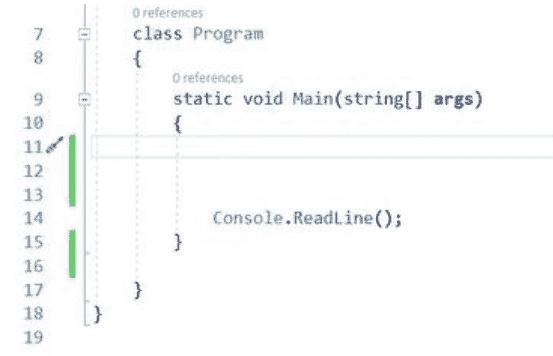 0 references
7 class Program
8 {
0 references
9 static void Main(string[] args)
10 {
11
12
13
14 Console.ReadLine();
15 }
16
17 }
18 }
19